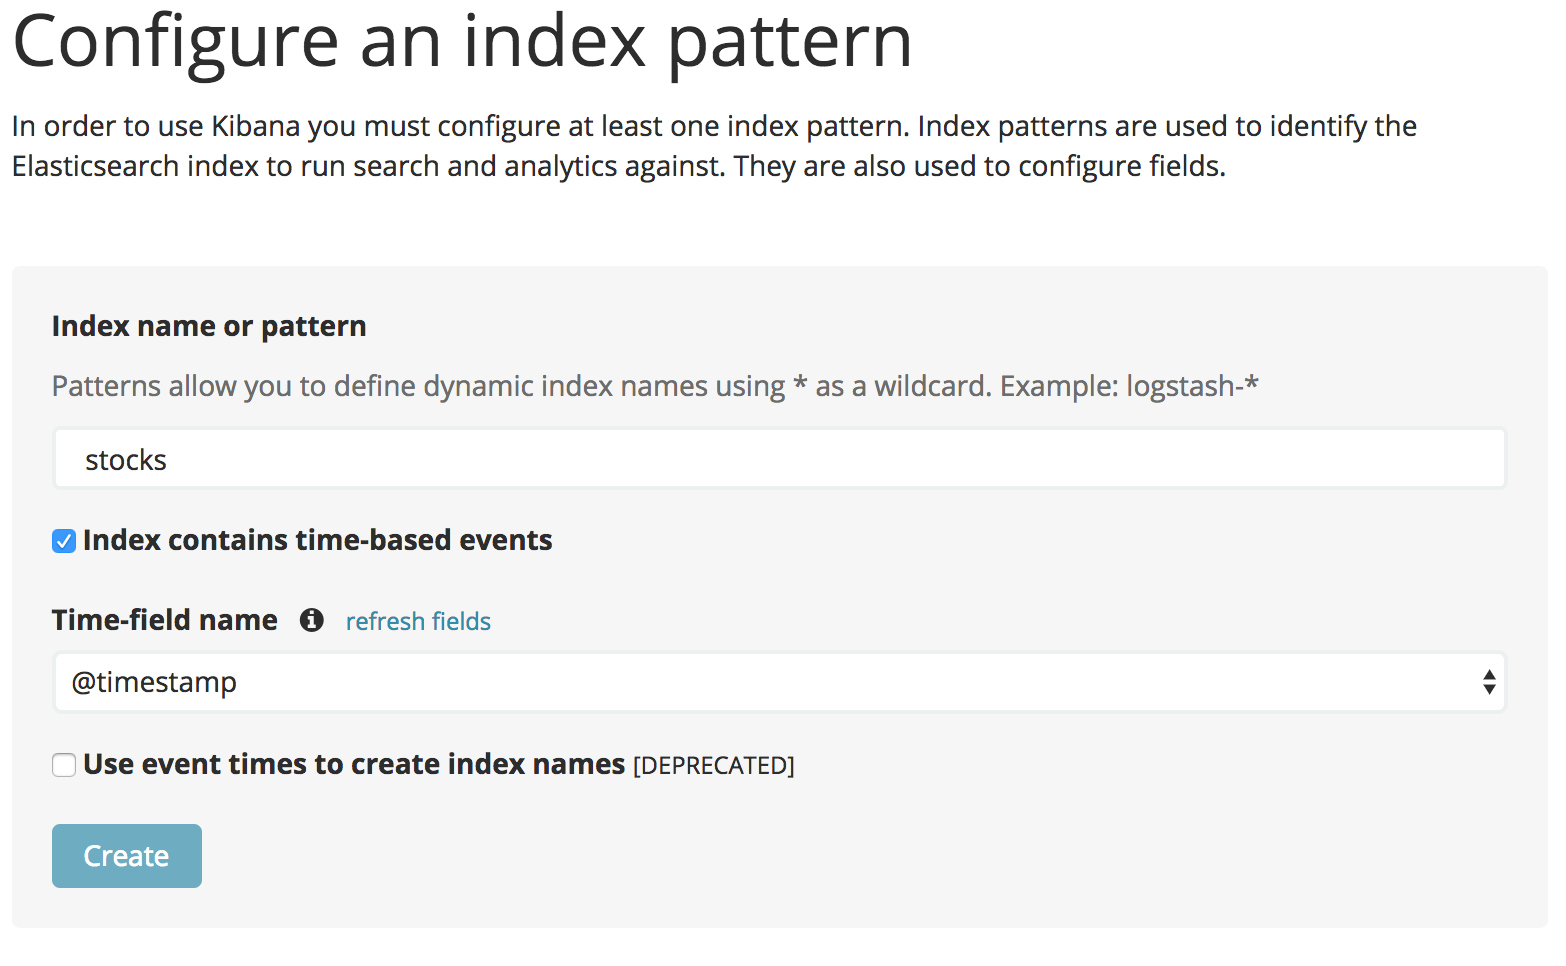 Configure an index pattern
In order to use Kibana you must configure at least one index pattern. Index patterns are used to identify the
Elasticsearch index to run search and analytics against. They are also used to configure fields.
Index name or pattern
Patterns allow you to define dynamic index names using * as a wildcard. Example: logstash-*
stocks
Index contains time-based events
Time-field name refresh fields
@timestamp
Use event times to create index names [DEPRECATED]
Create